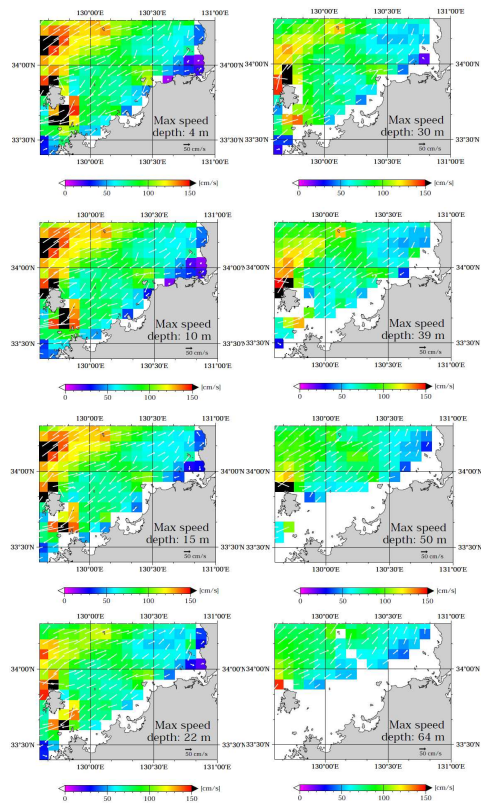 130°00'E 130°30'E 131°00'E
34°00'N
33°30'N
Max speed
depth: 4 m
50 cm/s
[cm/s]
0 50 100 150
130°00'E 130°30'E 131°00'E
34°00'N
33°30'N
Max speed
depth: 30 m
50 cm/s
[cm/s]
0 50 100 150
130°00'E 130°30'E 131°00'E
34°00'N
33°30'N
Max speed
depth: 10 m
50 cm/s
[cm/s]
0 50 100 150
130°00'E 130°30'E 131°00'E
34°00'N
33°30'N
Max speed
depth: 39 m
50 cm/s
[cm/s]
0 50 100 150
130°00'E 130°30'E 131°00'E
34°00'N
33°30'N
Max speed
depth: 15 m
50 cm/s
[cm/s]
0 50 100 150
130°00'E 130°30'E 131°00'E
34°00'N
33°30'N
Max speed
depth: 50 m
50 cm/s
[cm/s]
0 50 100 150
130°00'E 130°30'E 131°00'E
34°00'N
33°30'N
Max speed
depth: 22 m
50 cm/s
[cm/s]
0 50 100 150
130°00'E 130°30'E 131°00'E
34°00'N
33°30'N
Max speed
depth: 64 m
50 cm/s
[cm/s]
0 50 100 150